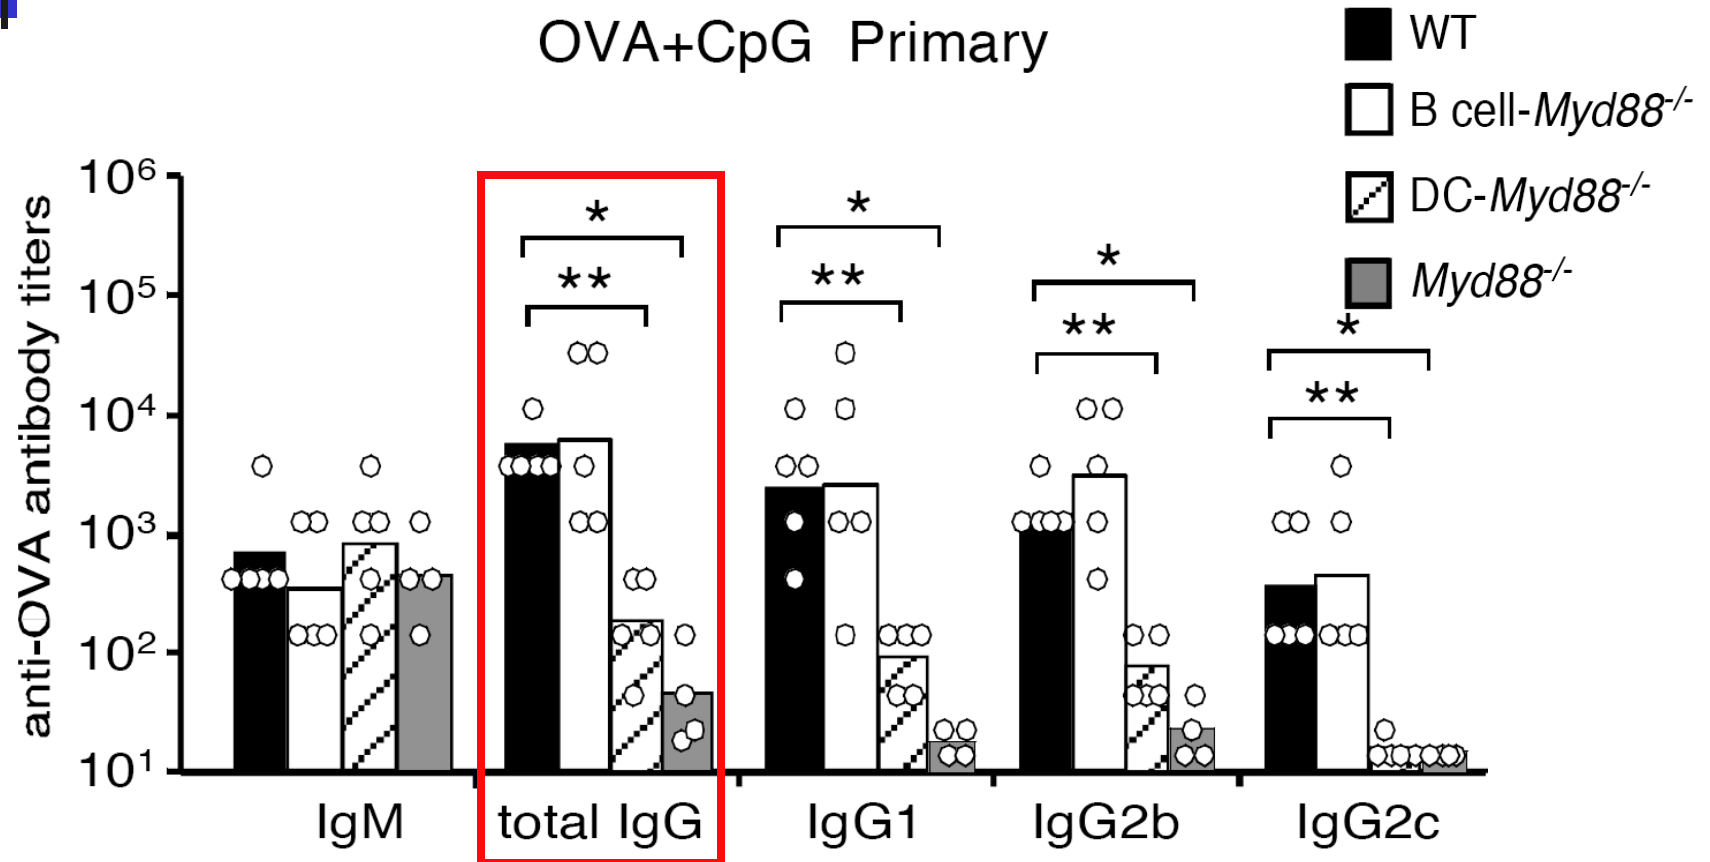 OVA+CpG Primary
WT
B cell-Myd88-/-
DC-Myd88-/-
Myd88-/-
anti-OVA antibody titers
10⁶
10⁵
10⁴
10³
10²
10¹
*
**
*
**
*
**
*
**
IgM
total IgG
IgG1
IgG2b
IgG2c